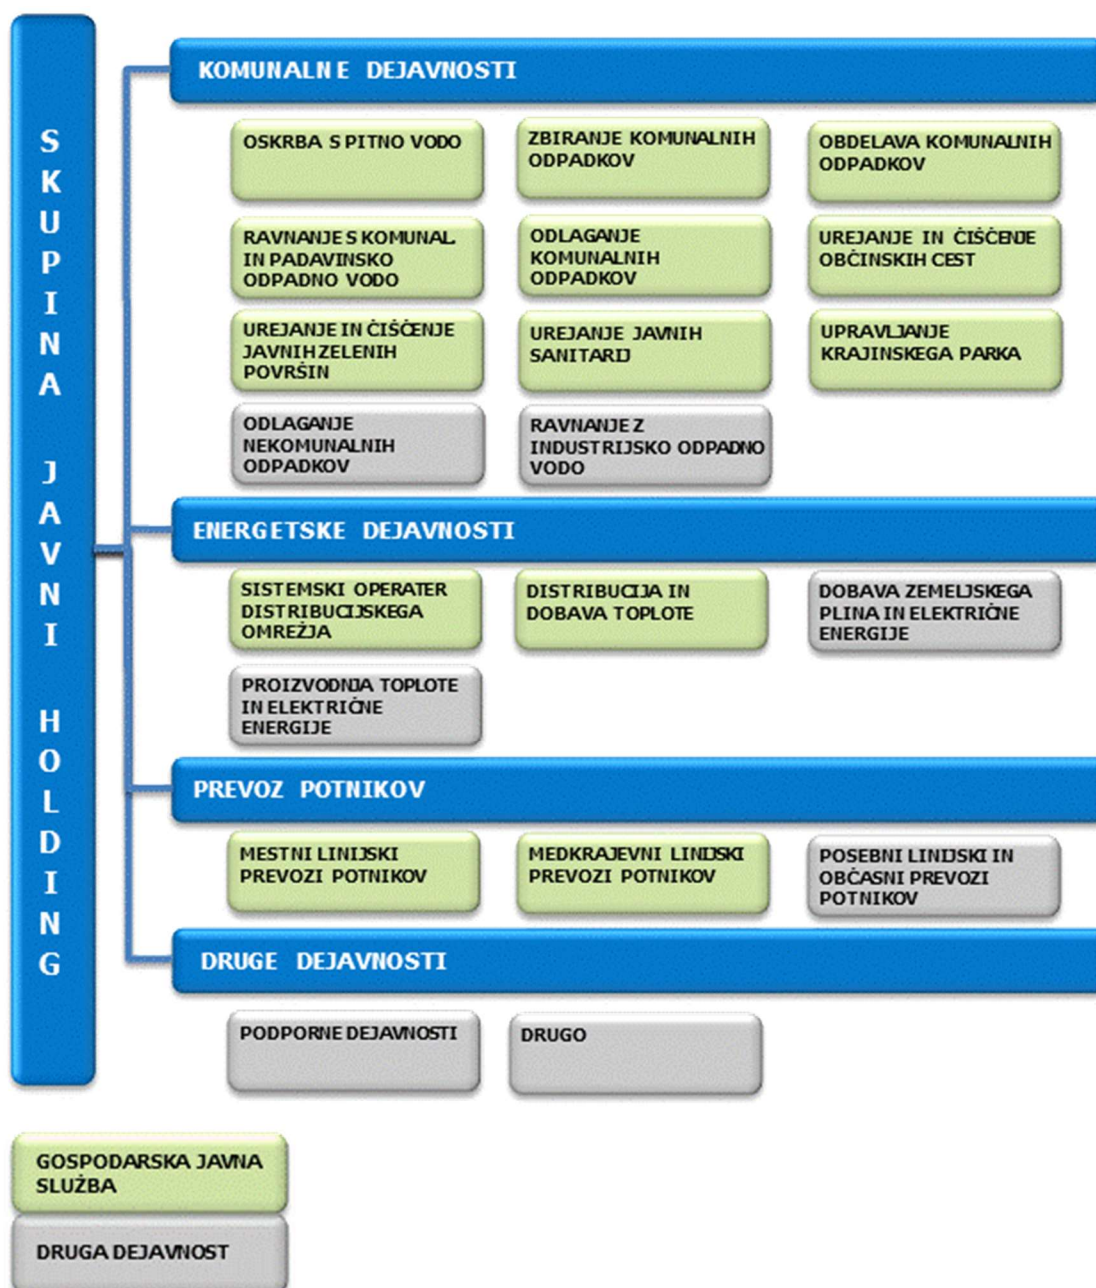 SKUPINA JAVNI HOLDING
KOMUNALNE DEJAVNOSTI
OSKRBA S PITNO VODO
ZBIRANJE KOMUNALNIH
ODPADKOV
OBDELAVA KOMUNALNIH
ODPADKOV
RAVNANJE S KOMUNAL.
IN PADAVINSKO
ODPADNO VODO
ODLAGANJE
KOMUNALNIH
ODPADKOV
UREJANJE IN ČIŠČENJE
OBČINSKIH CEST
UREJANJE IN ČIŠČENJE
JAVNIH ZELENIH
POVRŠIN
UREJANJE JAVNIH
SANITARIJ
UPRAVLJANJE
KRAJINSKEGA PARKA
ODLAGANJE
NEKOMUNALNIH
ODPADKOV
RAVNANJE Z
INDUSTRIJSKO ODPADNO
VODO
ENERGETSKE DEJAVNOSTI
SISTEMSKI OPERATER
DISTRIBUCIJSKEGA
OMREŽJA
DISTRIBUCIJA IN
DOBAVA TOPLOTE
DOBAVA ZEMELJSKEGA
PLINA IN ELEKTRIČNE
ENERGIJE
PROIZVODNJA TOPLOTE
IN ELEKTRIČNE
ENERGIJE
PREVOZ POTNIKOV
MESTNI LINIJSKI
PREVOZI POTNIKOV
MEDKRAJEVNI LINIJSKI
PREVOZI POTNIKOV
POSEBNI LINIJSKI IN
OBČASNI PREVOZI
POTNIKOV
DRUGE DEJAVNOSTI
PODPORNE DEJAVNOSTI
DRUGO
GOSPODARSKA JAVNA
SLUŽBA
DRUGA DEJAVNOST